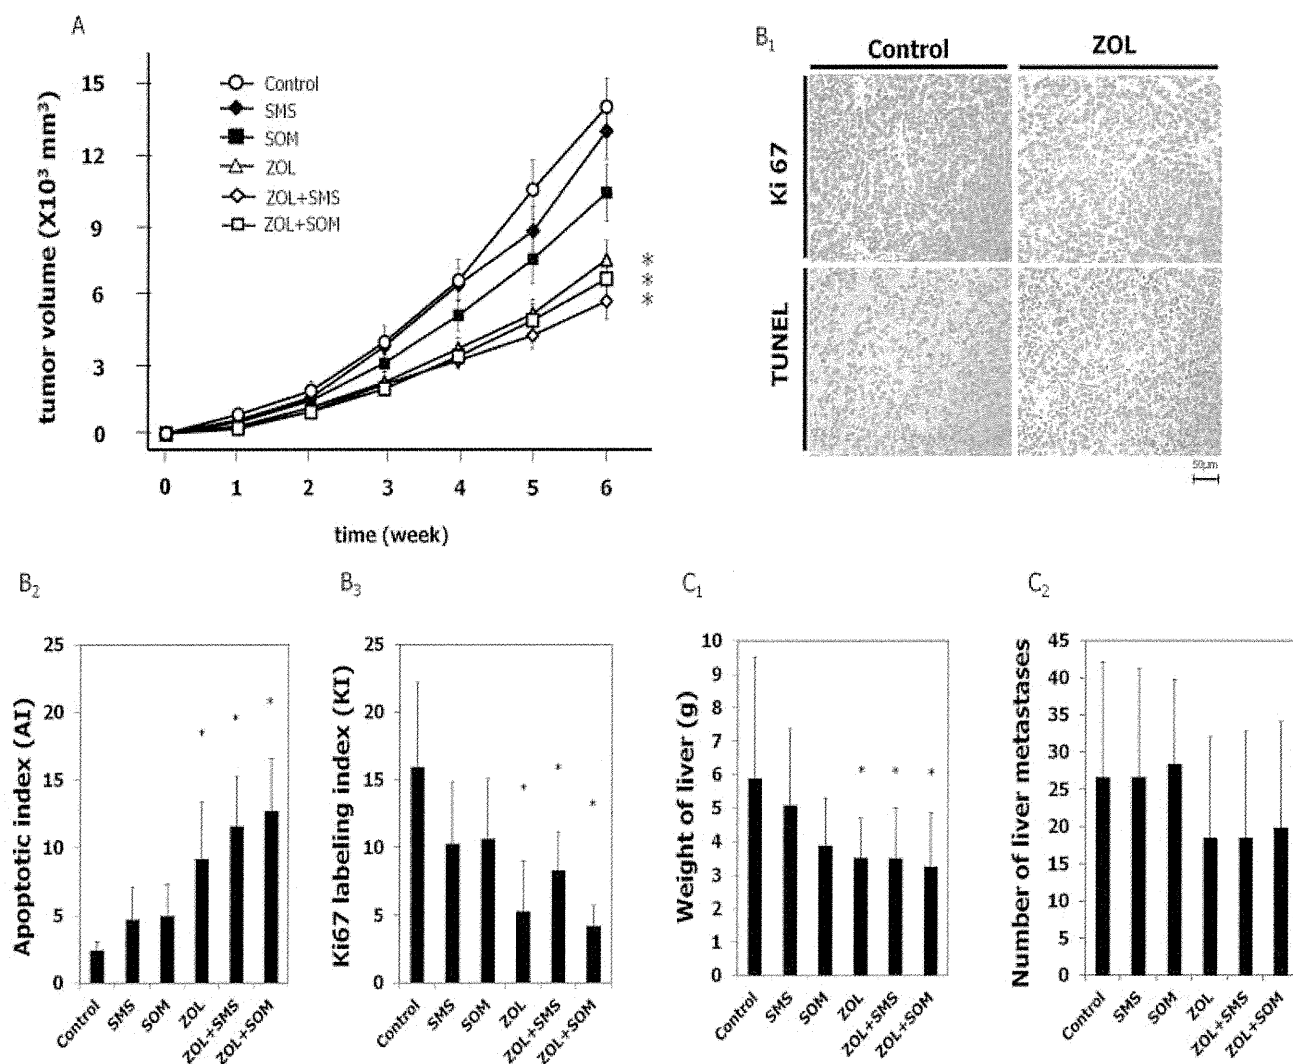 A
tumor volume (X10³ mm³)
15
12
9
6
3
0
Control
SMS
SOM
ZOL
ZOL+SMS
ZOL+SOM
*
*
*
0 1 2 3 4 5 6
time (week)
B₁
Control ZOL
Ki 67
TUNEL
50µm
B₂
Apoptotic index (AI)
25
20
15
10
5
0
* * *
Control SMS SOM ZOL ZOL+SMS ZOL+SOM
B₃
Ki67 labeling index (KI)
25
20
15
10
5
0
* * *
Control SMS SOM ZOL ZOL+SMS ZOL+SOM
C₁
Weight of liver (g)
10
9
8
7
6
5
4
3
2
1
0
* * *
Control SMS SOM ZOL ZOL+SMS ZOL+SOM
C₂
Number of liver metastases
45
40
35
30
25
20
15
10
5
0
Control SMS SOM ZOL ZOL+SMS ZOL+SOM